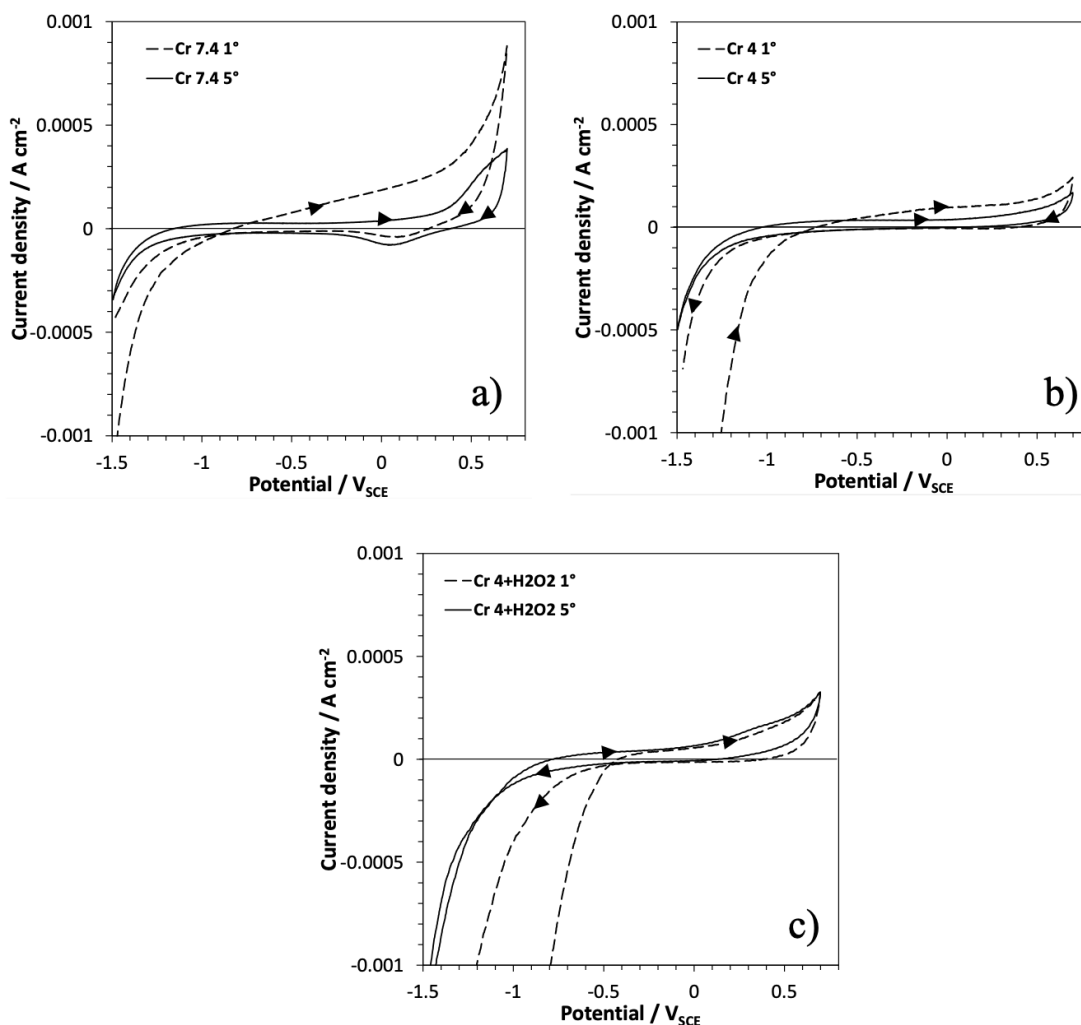 0.001
Cr 7.4 1°
Cr 7.4 5°
0.0005
0
-0.0005
-0.001
-1.5 -1 -0.5 0 0.5
Current density / A cm-2
Potential / VSCE
a)
0.001
Cr 4 1°
Cr 4 5°
0.0005
0
-0.0005
-0.001
-1.5 -1 -0.5 0 0.5
Current density / A cm-2
Potential / VSCE
b)
0.001
Cr 4+H2O2 1°
Cr 4+H2O2 5°
0.0005
0
-0.0005
-0.001
-1.5 -1 -0.5 0 0.5
Current density / A cm-2
Potential / VSCE
c)